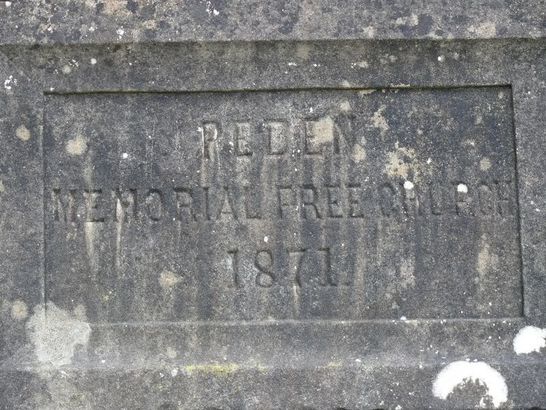 PEDEN
MEMORIAL FREE CHURCH
1871.